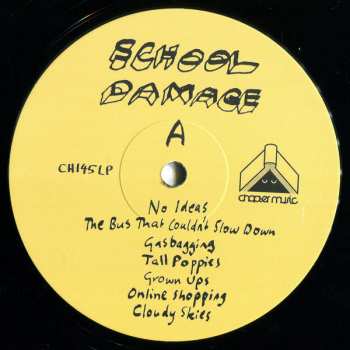 SCHOOL
DAMAGE
A
CH145LP
chapter music
No Ideas
The Bus That Couldn't Slow Down
Gasbagging
Tall Poppies
Grown Ups
Online Shopping
Cloudy Skies